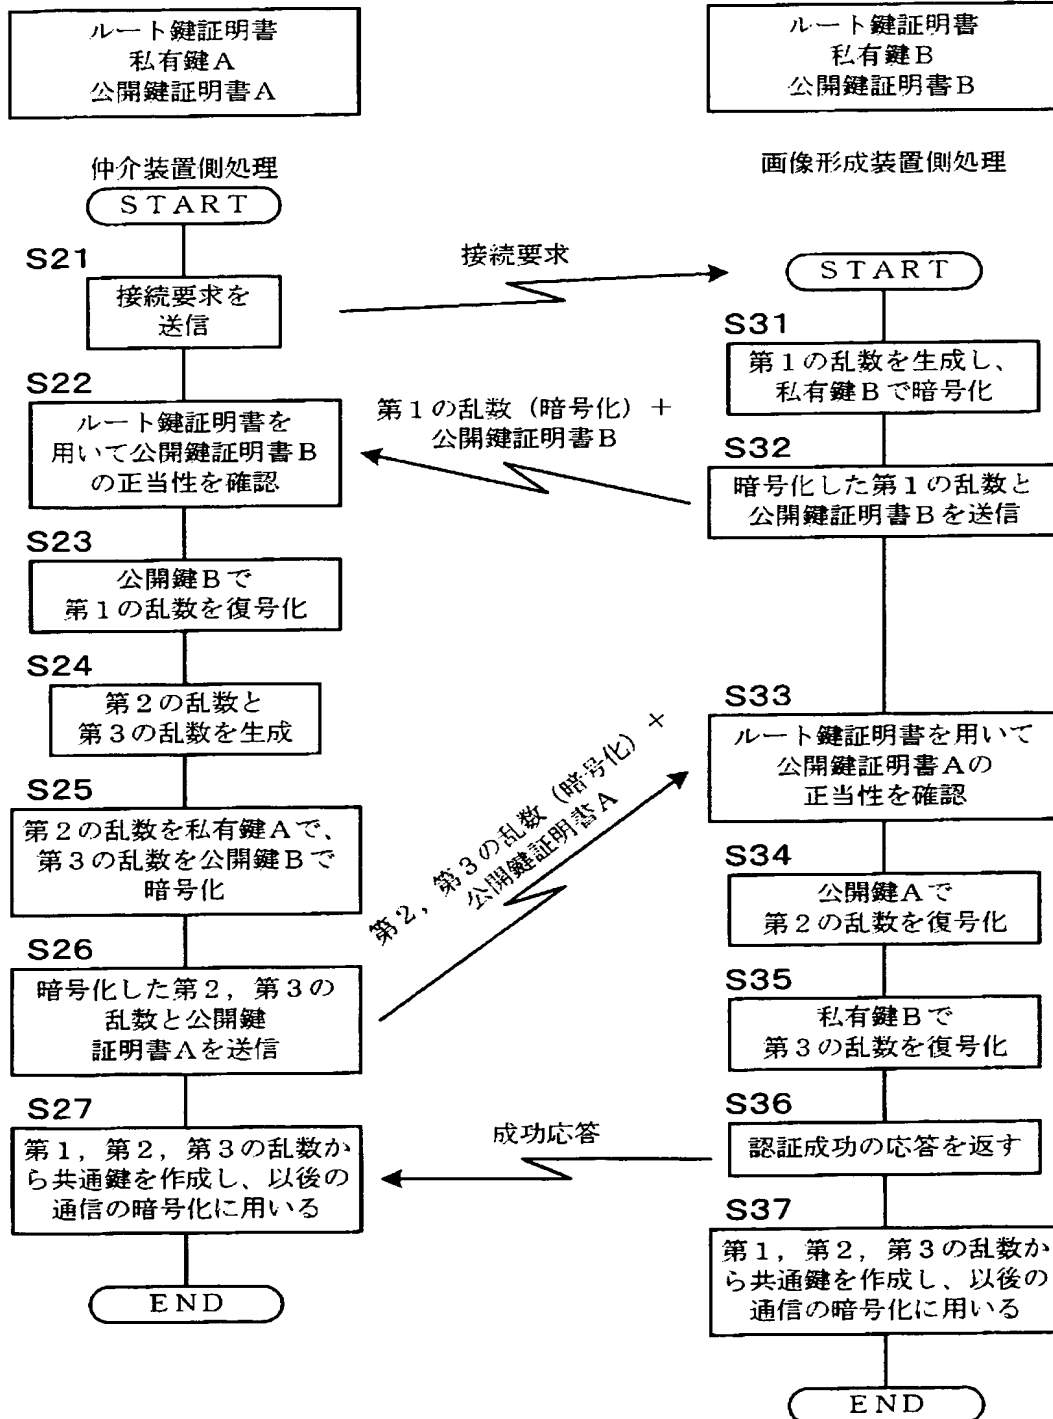 ルート鍵証明書
私有鍵A
公開鍵証明書A
ルート鍵証明書
私有鍵B
公開鍵証明書B
仲介装置側処理
START
S21
接続要求を
送信
S22
ルート鍵証明書を
用いて公開鍵証明書B
の正当性を確認
S23
公開鍵Bで
第1の乱数を復号化
S24
第2の乱数と
第3の乱数を生成
S25
第2の乱数を私有鍵Aで、
第3の乱数を公開鍵Bで
暗号化
S26
暗号化した第2，第3の
乱数と公開鍵
証明書Aを送信
S27
第1，第2，第3の乱数か
ら共通鍵を作成し、以後の
通信の暗号化に用いる
END
接続要求
第1の乱数（暗号化）＋
公開鍵証明書B
第2，第3の乱数（暗号化）＋
公開鍵証明書A
成功応答
画像形成装置側処理
START
S31
第1の乱数を生成し、
私有鍵Bで暗号化
S32
暗号化した第1の乱数と
公開鍵証明書Bを送信
S33
ルート鍵証明書を用いて
公開鍵証明書Aの
正当性を確認
S34
公開鍵Aで
第2の乱数を復号化
S35
私有鍵Bで
第3の乱数を復号化
S36
認証成功の応答を返す
S37
第1，第2，第3の乱数か
ら共通鍵を作成し、以後の
通信の暗号化に用いる
END